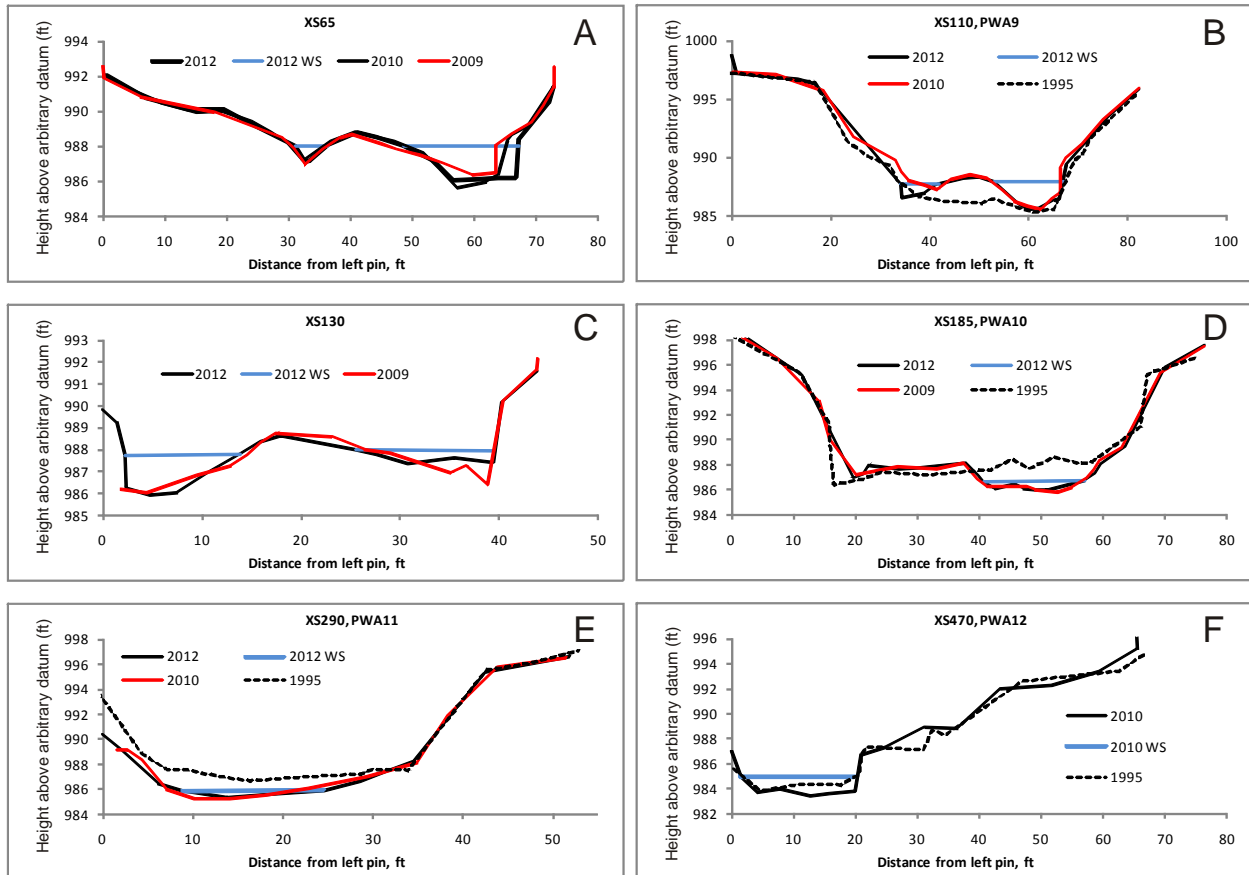 XS65
A
Height above arbitrary datum (ft)
994
992
990
988
986
984
2012
2012 WS
2010
2009
0 10 20 30 40 50 60 70 80
Distance from left pin, ft
XS110, PWA9
B
Height above arbitrary datum (ft)
1000
995
990
985
2012
2012 WS
2010
1995
0 20 40 60 80 100
Distance from left pin, ft
XS130
C
Height above arbitrary datum (ft)
993
992
990
989
988
987
986
985
2012
2012 WS
2009
0 10 20 30 40 50
Distance from left pin, ft
XS185, PWA10
D
Height above arbitrary datum (ft)
998
996
994
992
990
988
986
984
2012
2012 WS
2009
1995
0 10 20 30 40 50 60 70 80
Distance from left pin, ft
XS290, PWA11
E
Height above arbitrary datum (ft)
998
996
994
992
990
988
986
984
2012
2012 WS
2010
1995
0 10 20 30 40 50
Distance from left pin, ft
XS470, PWA12
F
Height above arbitrary datum (ft)
996
994
992
990
988
986
984
982
2010
2010 WS
1995
0 10 20 30 40 50 60 70 80
Distance from left pin, ft